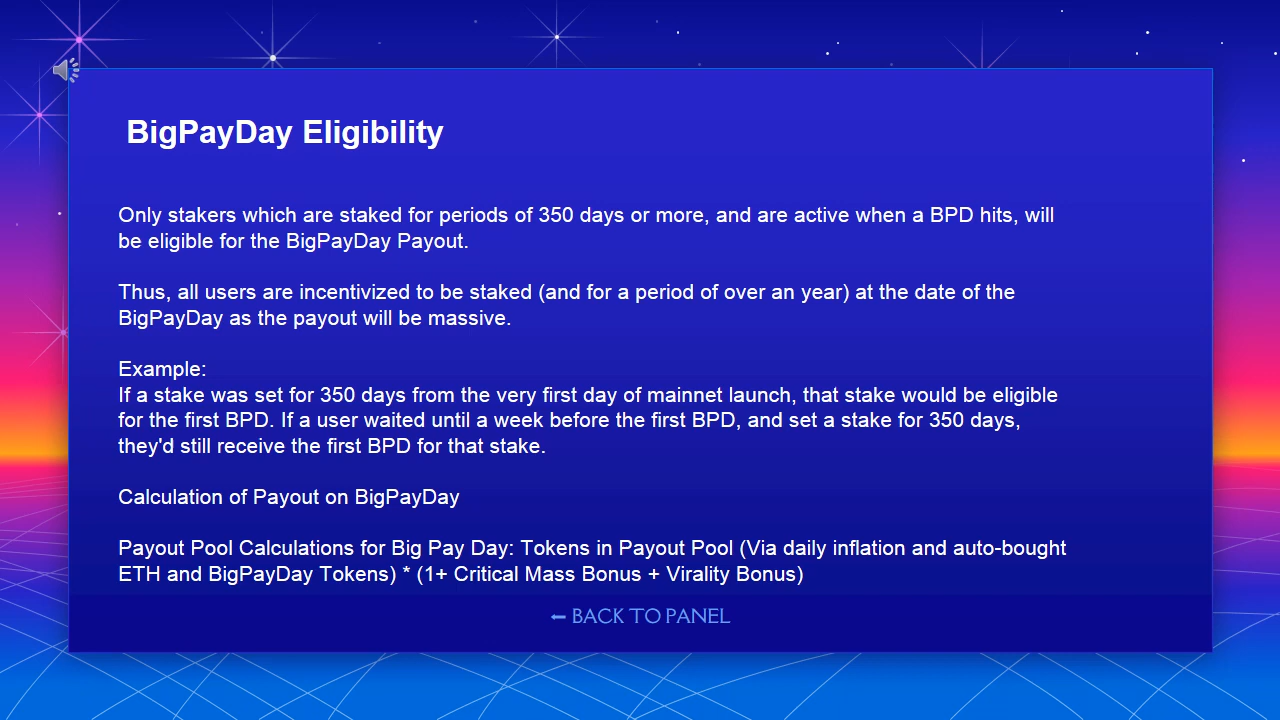 BigPayDay Eligibility
Only stakers which are staked for periods of 350 days or more, and are active when a BPD hits, will
be eligible for the BigPayDay Payout.
Thus, all users are incentivized to be staked (and for a period of over an year) at the date of the
BigPayDay as the payout will be massive.
Example:
If a stake was set for 350 days from the very first day of mainnet launch, that stake would be eligible
for the first BPD. If a user waited until a week before the first BPD, and set a stake for 350 days,
they'd still receive the first BPD for that stake.
Calculation of Payout on BigPayDay
Payout Pool Calculations for Big Pay Day: Tokens in Payout Pool (Via daily inflation and auto-bought
ETH and BigPayDay Tokens) * (1+ Critical Mass Bonus + Virality Bonus)
← BACK TO PANEL